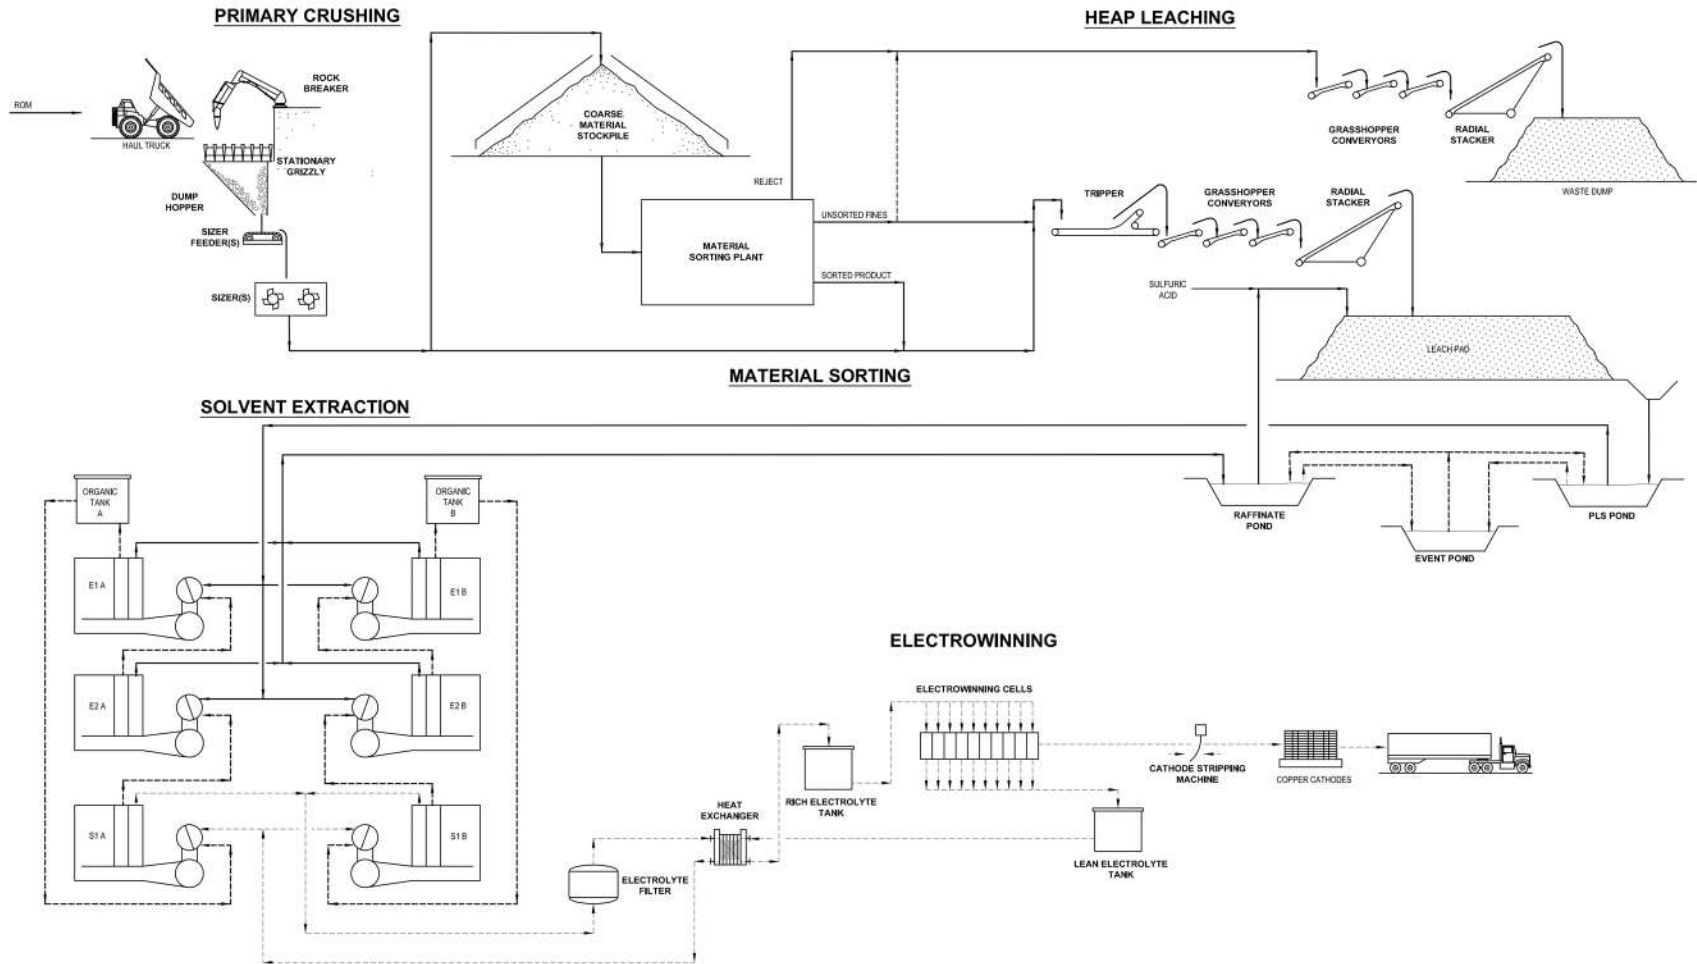 PRIMARY CRUSHING
HEAP LEACHING
ROM
HAUL TRUCK
ROCK
BREAKER
STATIONARY
GRIZZLY
DUMP
HOPPER
SIZER
FEEDER(S)
SIZER(S)
COARSE
MATERIAL
STOCKPILE
REJECT
MATERIAL
SORTING PLANT
UNSORTED FINES
SORTED PRODUCT
GRASSHOPPER
CONVERYORS
RADIAL
STACKER
WASTE DUMP
TRIPPER
GRASSHOPPER
CONVERYORS
RADIAL
STACKER
SULFURIC
ACID
LEACH PAD
MATERIAL SORTING
SOLVENT EXTRACTION
ORGANIC
TANK
A
ORGANIC
TANK
B
E1 A
E1 B
E2 A
E2 B
S1 A
S1 B
RAFFINATE
POND
PLS POND
EVENT POND
ELECTROWINNING
ELECTROWINNING CELLS
CATHODE STRIPPING
MACHINE
COPPER CATHODES
RICH ELECTROLYTE
TANK
HEAT
EXCHANGER
LEAN ELECTROLYTE
TANK
ELECTROLYTE
FILTER